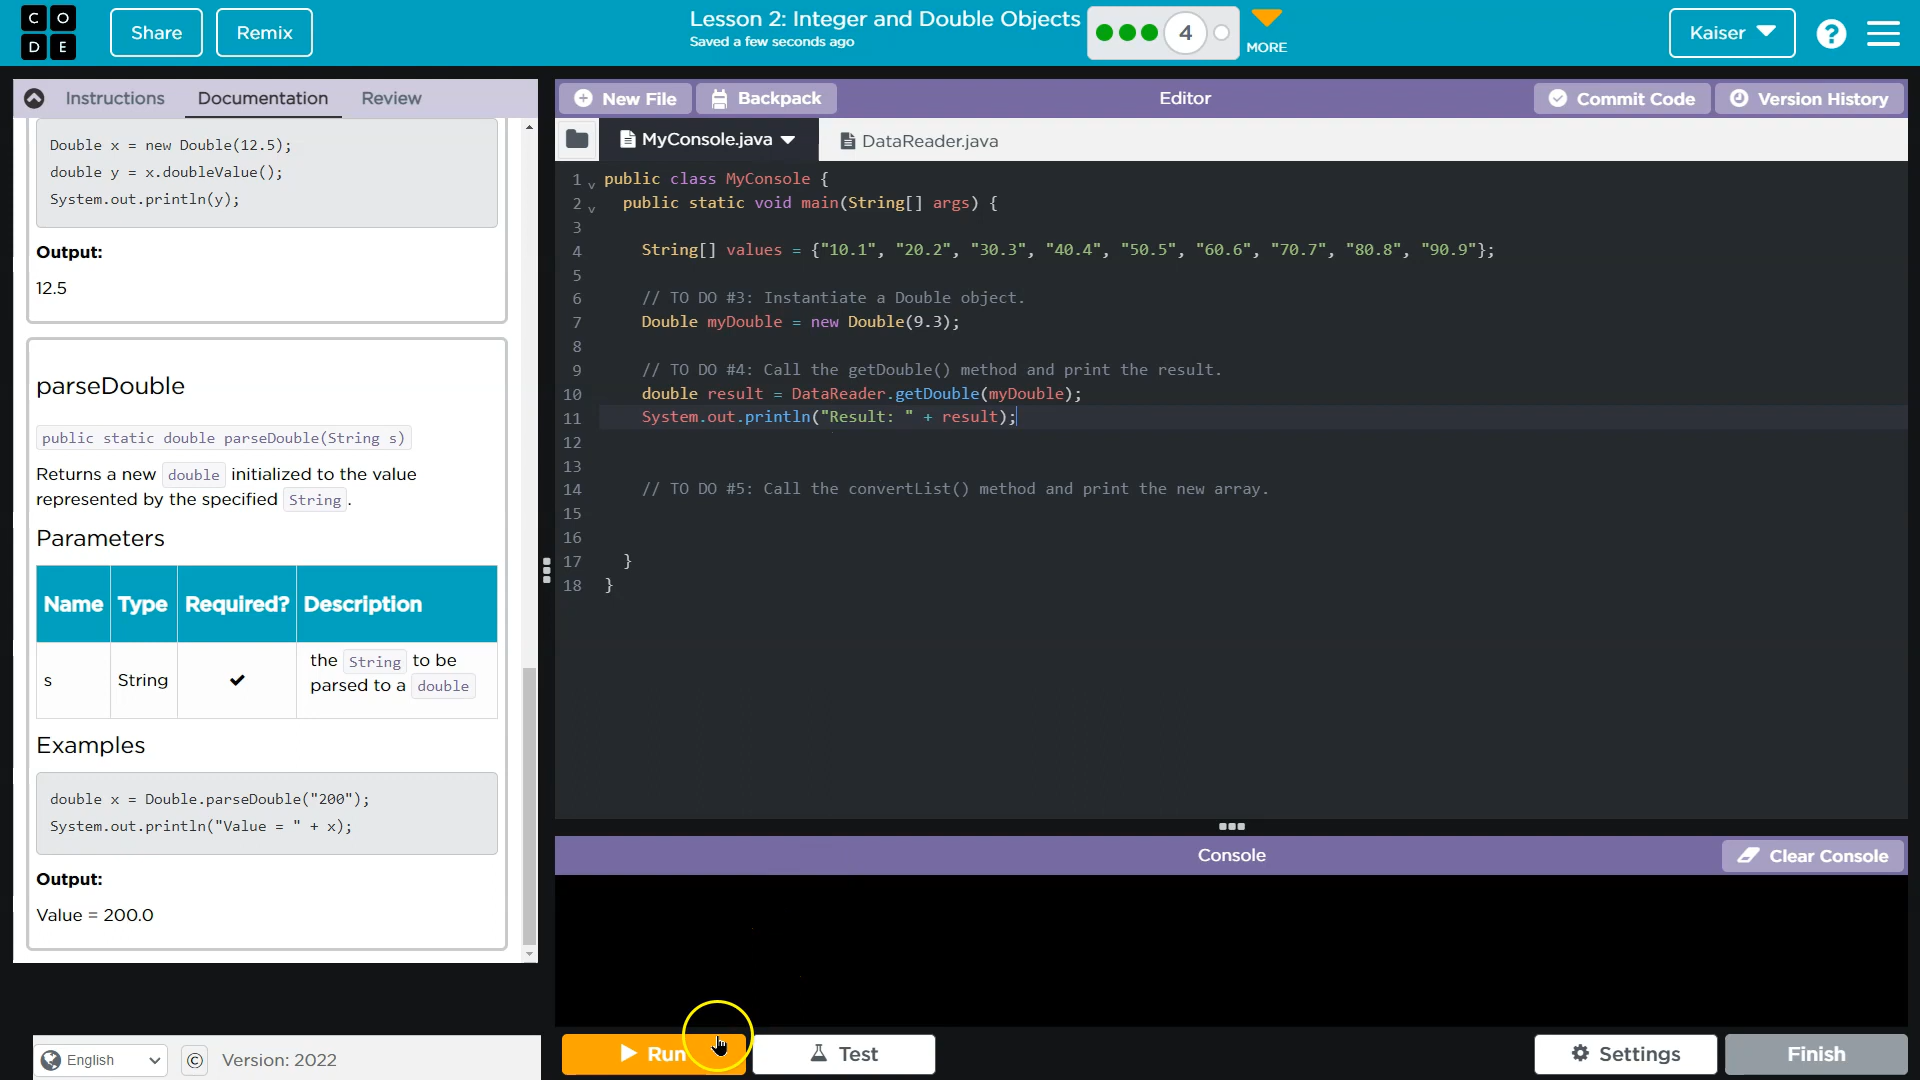 C O
D E
Share
Remix
Lesson 2: Integer and Double Objects
Saved a few seconds ago
4
MORE
Kaiser
?
Instructions
Documentation
Review
Double x = new Double(12.5);
double y = x.doubleValue();
System.out.println(y);
Output:
12.5
parseDouble
public static double parseDouble(String s)
Returns a new double initialized to the value
represented by the specified String.
Parameters
Name Type Required? Description
s String ✔ the String to be
parsed to a double
Examples
double x = Double.parseDouble("200");
System.out.println("Value = " + x);
Output:
Value = 200.0
English
© Version: 2022
New File
Backpack
Editor
Commit Code
Version History
MyConsole.java
DataReader.java
1 public class MyConsole {
2 public static void main(String[] args) {
3
4 String[] values = {"10.1", "20.2", "30.3", "40.4", "50.5", "60.6", "70.7", "80.8", "90.9"};
5
6 // TO DO #3: Instantiate a Double object.
7 Double myDouble = new Double(9.3);
8
9 // TO DO #4: Call the getDouble() method and print the result.
10 double result = DataReader.getDouble(myDouble);
11 System.out.println("Result: " + result);
12
13
14 // TO DO #5: Call the convertList() method and print the new array.
15
16
17 }
18 }
Console
Clear Console
Run
Test
Settings
Finish